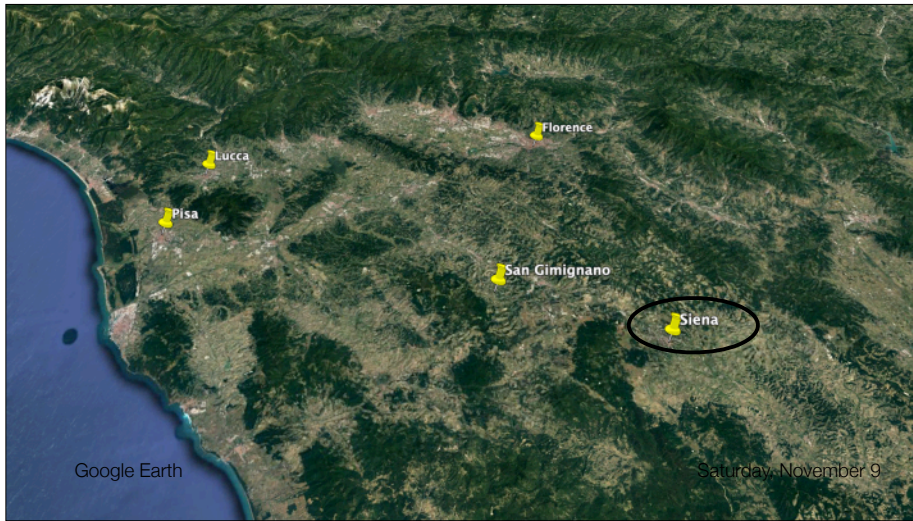 Florence
Lucca
Pisa
San Gimignano
Siena
Google Earth
Saturday, November 9